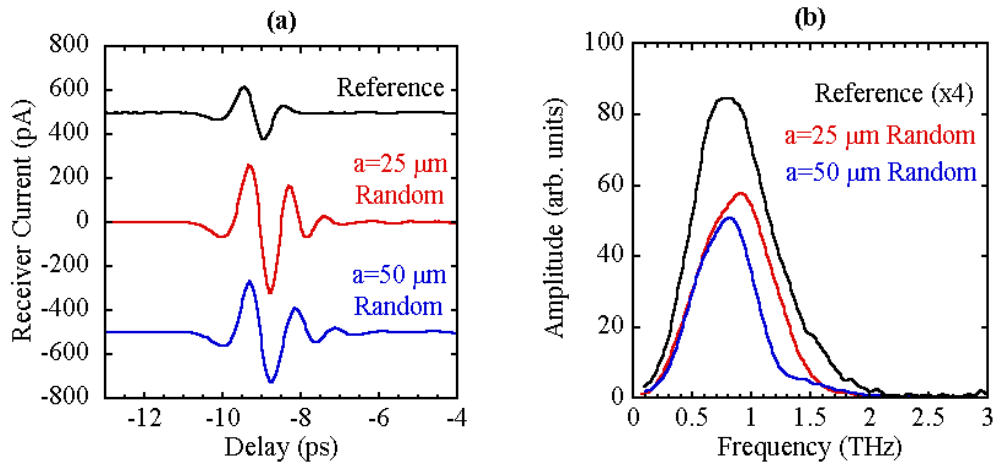 (a)
800
600
400
200
0
-200
-400
-600
-800
Receiver Current (pA)
Reference
a=25 μm
Random
a=50 μm
Random
-12
-10
-8
-6
-4
Delay (ps)
(b)
100
80
60
40
20
0
Amplitude (arb. units)
Reference (x4)
a=25 μm Random
a=50 μm Random
0
0.5
1
1.5
2
2.5
3
Frequency (THz)